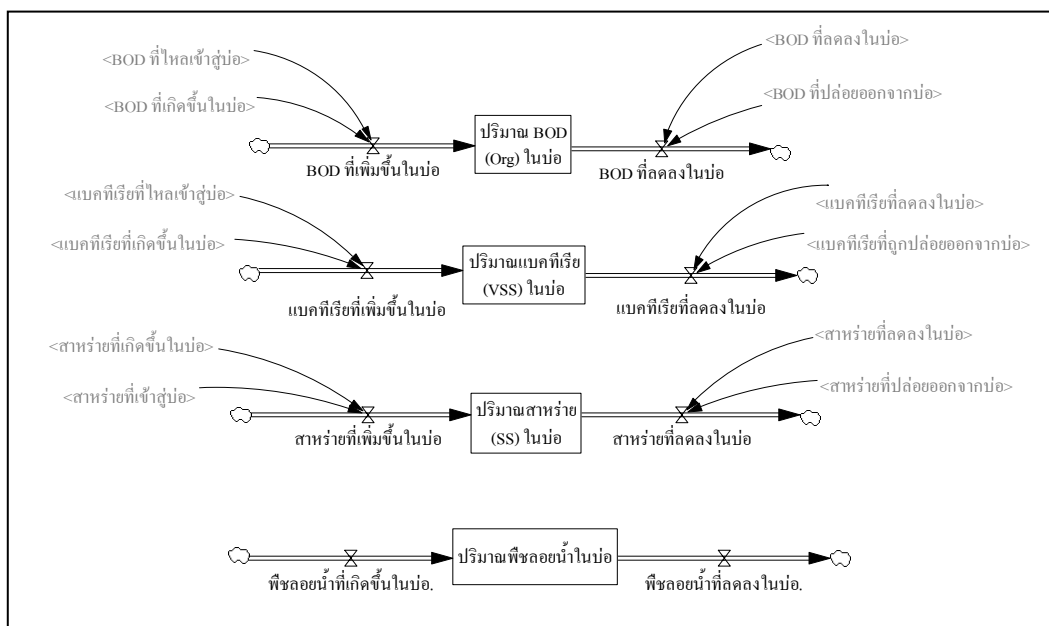 <BOD ที่ไหลเข้าสู่บ่อ>
<BOD ที่เกิดขึ้นในบ่อ>
<BOD ที่ลดลงในบ่อ>
<BOD ที่ปล่อยออกจากบ่อ>
ปริมาณ BOD
(Org) ในบ่อ
BOD ที่เพิ่มขึ้นในบ่อ
BOD ที่ลดลงในบ่อ
<แบคทีเรียที่ไหลเข้าสู่บ่อ>
<แบคทีเรียที่เกิดขึ้นในบ่อ>
<แบคทีเรียที่ลดลงในบ่อ>
<แบคทีเรียที่ถูกปล่อยออกจากบ่อ>
ปริมาณแบคทีเรีย
(VSS) ในบ่อ
แบคทีเรียที่เพิ่มขึ้นในบ่อ
แบคทีเรียที่ลดลงในบ่อ
<สาหร่ายที่เกิดขึ้นในบ่อ>
<สาหร่ายที่เข้าสู่บ่อ>
<สาหร่ายที่ลดลงในบ่อ>
<สาหร่ายที่ปล่อยออกจากบ่อ>
ปริมาณสาหร่าย
(SS) ในบ่อ
สาหร่ายที่เพิ่มขึ้นในบ่อ
สาหร่ายที่ลดลงในบ่อ
ปริมาณพืชลอยน้ำในบ่อ
พืชลอยน้ำที่เกิดขึ้นในบ่อ.
พืชลอยน้ำที่ลดลงในบ่อ.